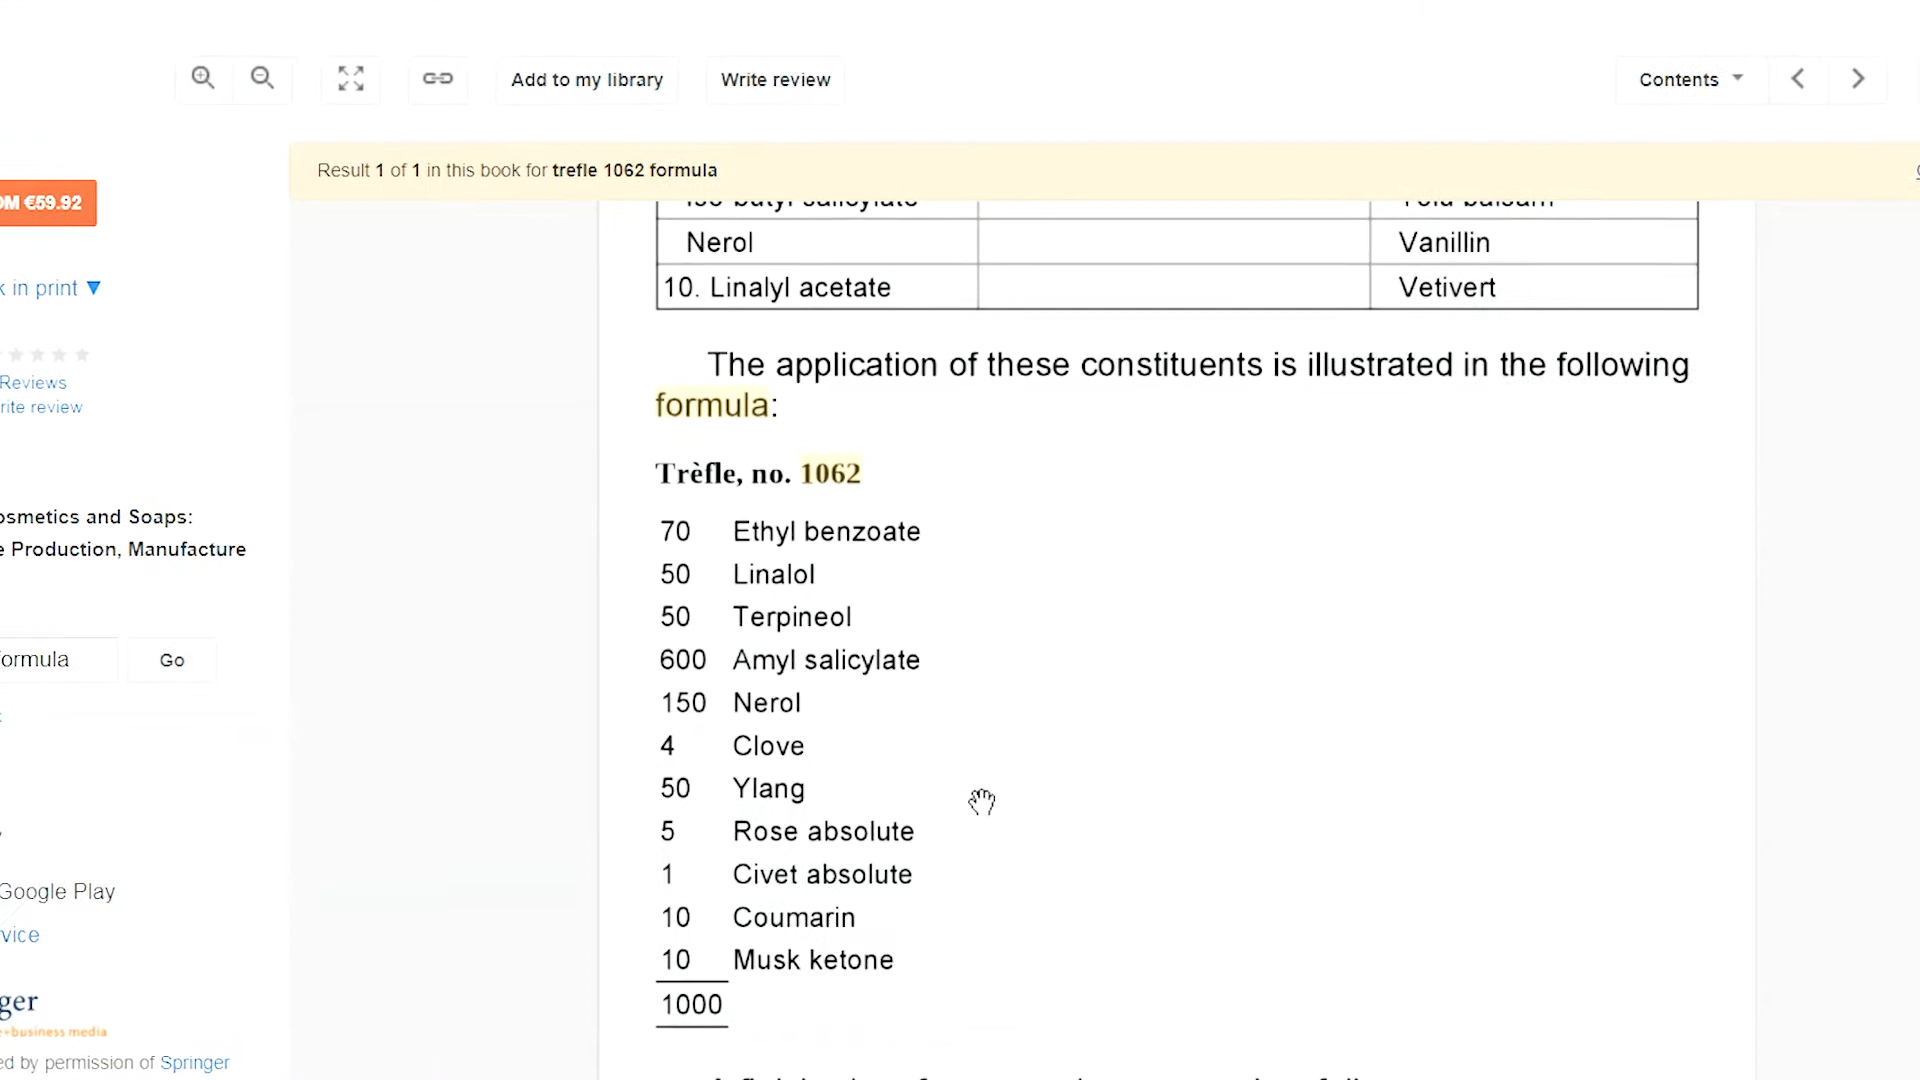 Add to my library
Write review
Contents
Result 1 of 1 in this book for trefle 1062 formula
OM €59.92
k in print ▼
Nerol
Vanillin
10. Linalyl acetate
Vetivert
Reviews
rite review
The application of these constituents is illustrated in the following
formula:
Trèfle, no. 1062
osmetics and Soaps:
e Production, Manufacture
70 Ethyl benzoate
50 Linalol
50 Terpineol
600 Amyl salicylate
150 Nerol
4 Clove
50 Ylang
5 Rose absolute
1 Civet absolute
10 Coumarin
10 Musk ketone
1000
ormula
Go
Google Play
rvice
ger
e+business media
ed by permission of Springer